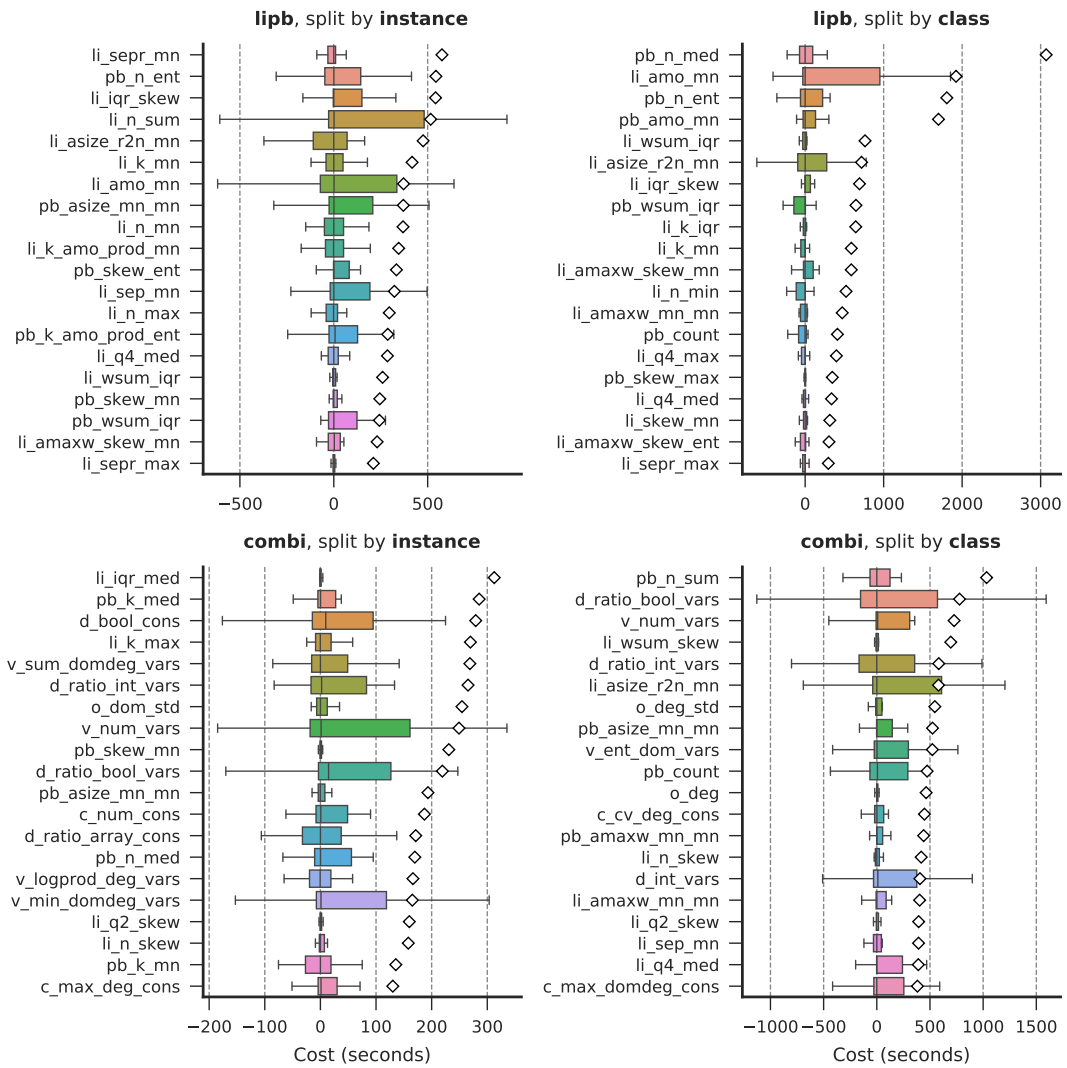 lipb, split by instance
li_sepr_mn
pb_n_ent
li_iqr_skew
li_n_sum
li_asize_r2n_mn
li_k_mn
li_amo_mn
pb_asize_mn_mn
li_n_mn
li_k_amo_prod_mn
pb_skew_ent
li_sep_mn
li_n_max
pb_k_amo_prod_ent
li_q4_med
li_wsum_iqr
pb_skew_mn
pb_wsum_iqr
li_amaxw_skew_mn
li_sepr_max
−500 0 500
lipb, split by class
pb_n_med
li_amo_mn
pb_n_ent
pb_amo_mn
li_wsum_iqr
li_asize_r2n_mn
li_iqr_skew
pb_wsum_iqr
li_k_iqr
li_k_mn
li_amaxw_skew_mn
li_n_min
li_amaxw_mn_mn
pb_count
li_q4_max
pb_skew_max
li_q4_med
li_skew_mn
li_amaxw_skew_ent
li_sepr_max
0 1000 2000 3000
combi, split by instance
li_iqr_med
pb_k_med
d_bool_cons
li_k_max
v_sum_domdeg_vars
d_ratio_int_vars
o_dom_std
v_num_vars
pb_skew_mn
d_ratio_bool_vars
pb_asize_mn_mn
c_num_cons
d_ratio_array_cons
pb_n_med
v_logprod_deg_vars
v_min_domdeg_vars
li_q2_skew
li_n_skew
pb_k_mn
c_max_deg_cons
−200 −100 0 100 200 300
Cost (seconds)
combi, split by class
pb_n_sum
d_ratio_bool_vars
v_num_vars
li_wsum_skew
d_ratio_int_vars
li_asize_r2n_mn
o_deg_std
pb_asize_mn_mn
v_ent_dom_vars
pb_count
o_deg
c_cv_deg_cons
pb_amaxw_mn_mn
li_n_skew
d_int_vars
li_amaxw_mn_mn
li_q2_skew
li_sep_mn
li_q4_med
c_max_domdeg_cons
−1000 −500 0 500 1000 1500
Cost (seconds)